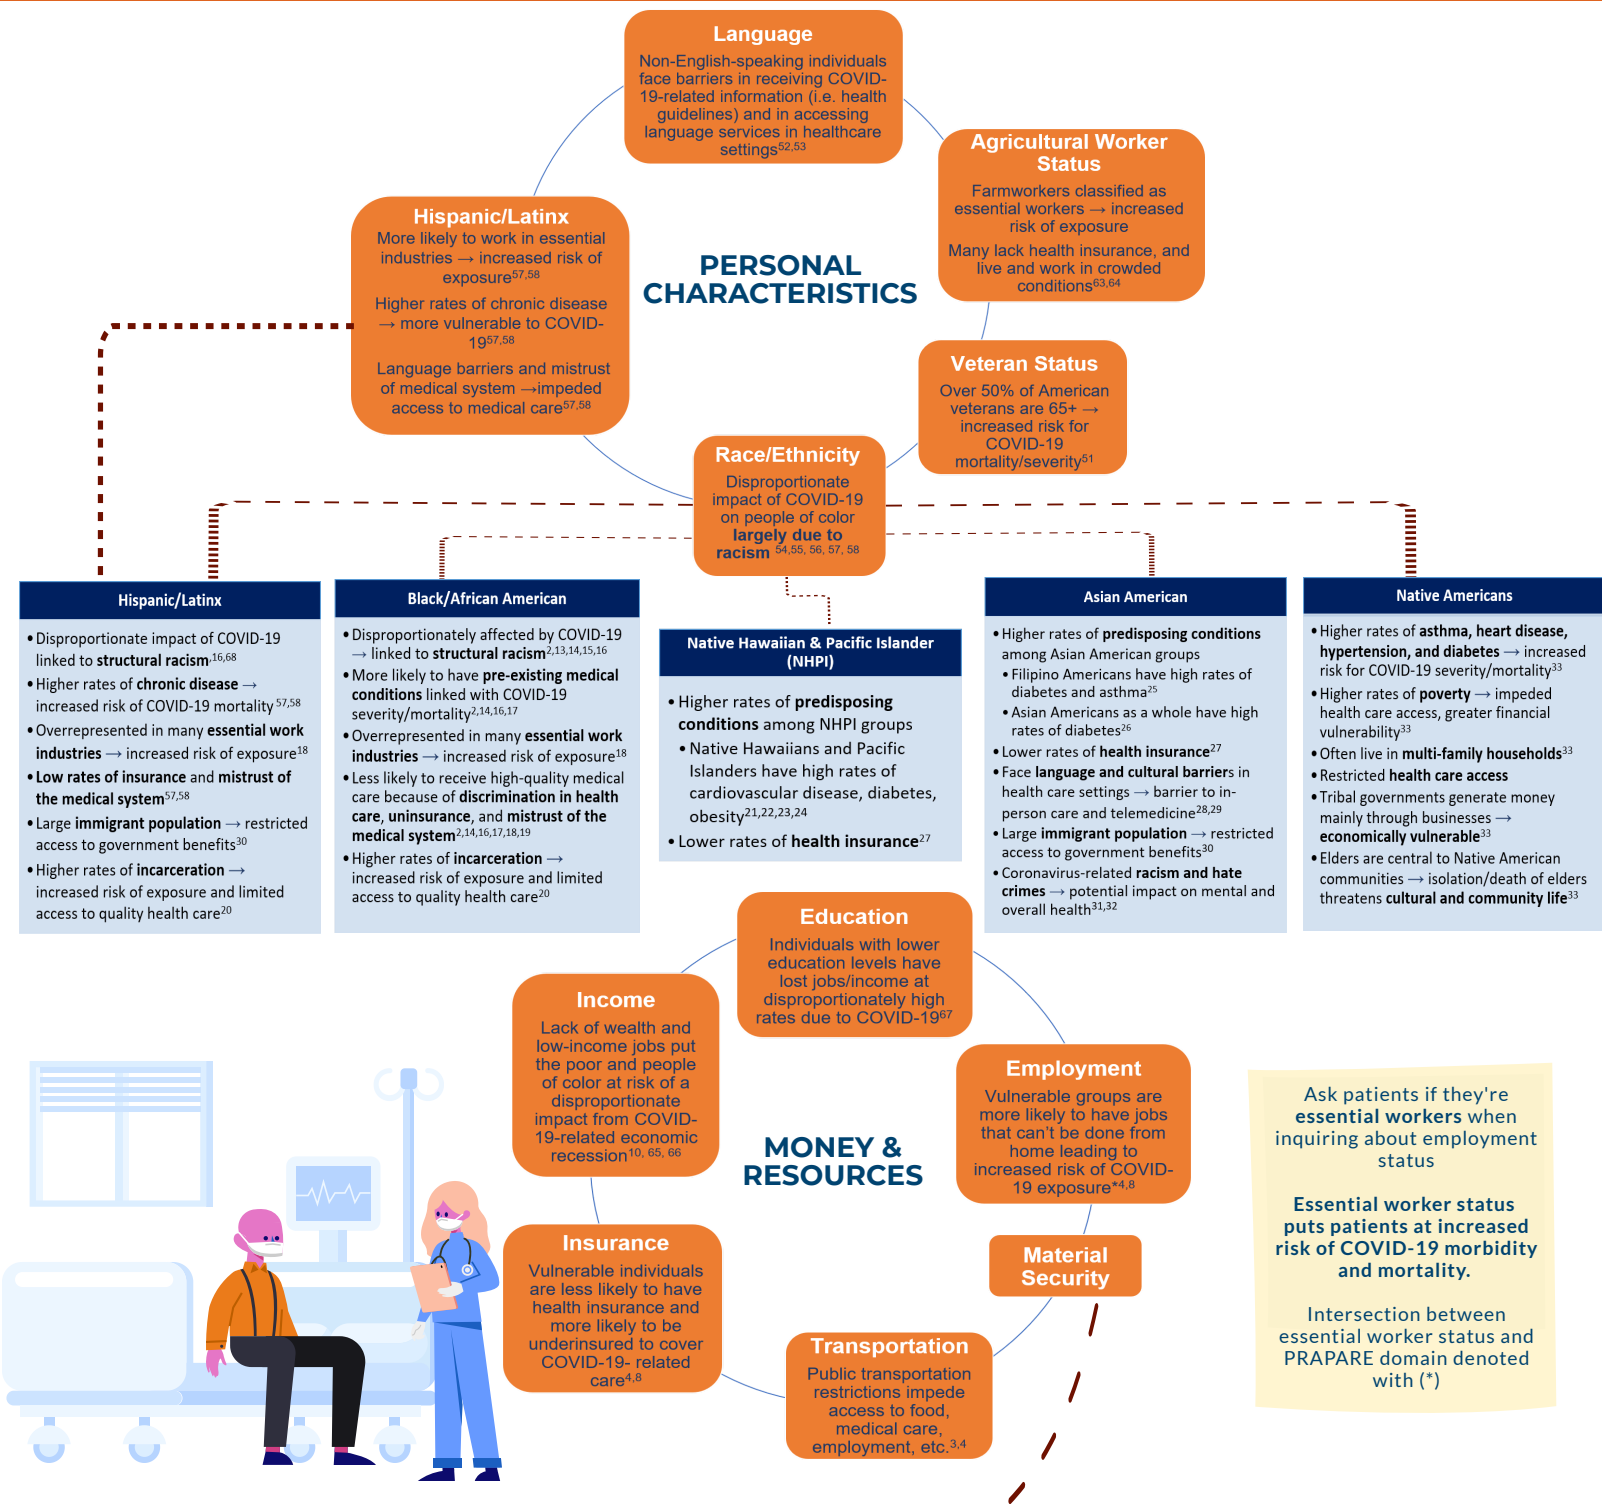 Language
Non-English-speaking individuals
face barriers in receiving COVID-
19-related information (i.e. health
guidelines) and in accessing
language services in healthcare
settings52,53
Agricultural Worker
Status
Farmworkers classified as
essential workers → increased
risk of exposure
Many lack health insurance, and
live and work in crowded
conditions63,64
Hispanic/Latinx
More likely to work in essential
industries → increased risk of
exposure57,58
Higher rates of chronic disease
→ more vulnerable to COVID-
1957,58
Language barriers and mistrust
of medical system →impeded
access to medical care57,58
PERSONAL
CHARACTERISTICS
Veteran Status
Over 50% of American
veterans are 65+ →
increased risk for
COVID-19
mortality/severity51
Race/Ethnicity
Disproportionate
impact of COVID-19
on people of color
largely due to
racism 54,55, 56, 57, 58
Hispanic/Latinx
• Disproportionate impact of COVID-19
linked to structural racism,16,68
• Higher rates of chronic disease →
increased risk of COVID-19 mortality 57,58
• Overrepresented in many essential work
industries → increased risk of exposure18
• Low rates of insurance and mistrust of
the medical system57,58
• Large immigrant population → restricted
access to government benefits30
• Higher rates of incarceration →
increased risk of exposure and limited
access to quality health care20
Black/African American
• Disproportionately affected by COVID-19
→ linked to structural racism2,13,14,15,16
• More likely to have pre-existing medical
conditions linked with COVID-19
severity/mortality2,14,16,17
• Overrepresented in many essential work
industries → increased risk of exposure18
• Less likely to receive high-quality medical
care because of discrimination in health
care, uninsurance, and mistrust of the
medical system2,14,16,17,18,19
• Higher rates of incarceration →
increased risk of exposure and limited
access to quality health care20
Native Hawaiian & Pacific Islander
(NHPI)
• Higher rates of predisposing
conditions among NHPI groups
• Native Hawaiians and Pacific
Islanders have high rates of
cardiovascular disease, diabetes,
obesity21,22,23,24
• Lower rates of health insurance27
Asian American
• Higher rates of predisposing conditions
among Asian American groups
• Filipino Americans have high rates of
diabetes and asthma25
• Asian Americans as a whole have high
rates of diabetes26
• Lower rates of health insurance27
• Face language and cultural barriers in
health care settings → barrier to in-
person care and telemedicine28,29
• Large immigrant population → restricted
access to government benefits30
• Coronavirus-related racism and hate
crimes → potential impact on mental and
overall health31,32
Native Americans
• Higher rates of asthma, heart disease,
hypertension, and diabetes → increased
risk for COVID-19 severity/mortality33
• Higher rates of poverty → impeded
health care access, greater financial
vulnerability33
• Often live in multi-family households33
• Restricted health care access
• Tribal governments generate money
mainly through businesses →
economically vulnerable33
• Elders are central to Native American
communities → isolation/death of elders
threatens cultural and community life33
Education
Individuals with lower
education levels have
lost jobs/income at
disproportionately high
rates due to COVID-1967
Income
Lack of wealth and
low-income jobs put
the poor and people
of color at risk of a
disproportionate
impact from COVID-
19-related economic
recession10, 65, 66
Employment
Vulnerable groups are
more likely to have jobs
that can't be done from
home leading to
increased risk of COVID-
19 exposure*4,8
MONEY &
RESOURCES
Insurance
Vulnerable individuals
are less likely to have
health insurance and
more likely to be
underinsured to cover
COVID-19- related
care4,8
Material
Security
Transportation
Public transportation
restrictions impede
access to food,
medical care,
employment, etc.3,4
Ask patients if they're
essential workers when
inquiring about employment
status
Essential worker status
puts patients at increased
risk of COVID-19 morbidity
and mortality.
Intersection between
essential worker status and
PRAPARE domain denoted
with (*)